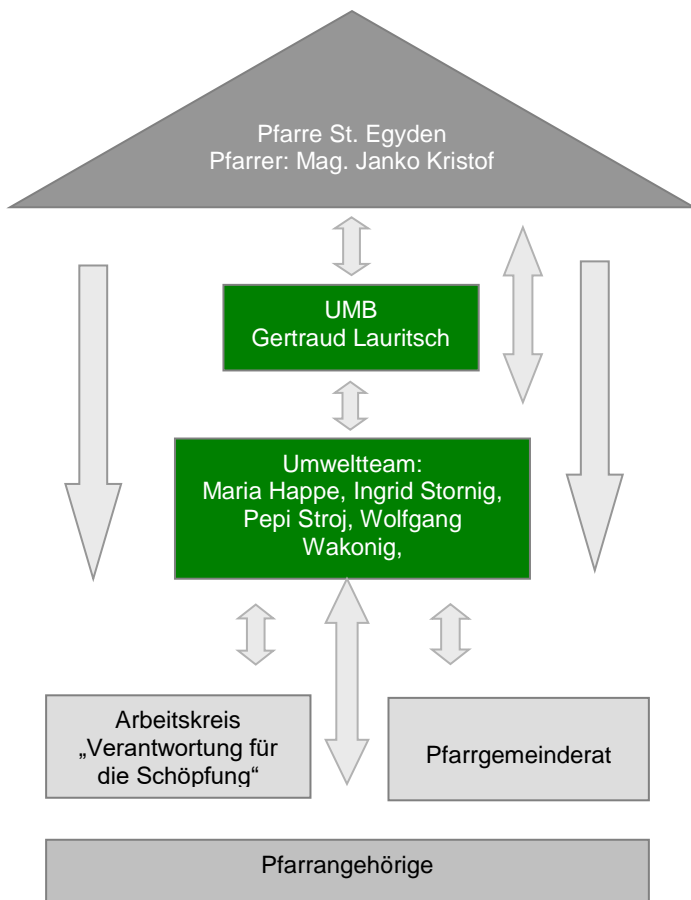 Pfarre St. Egyden
Pfarrer: Mag. Janko Kristof
UMB
Gertraud Lauritsch
Umweltteam:
Maria Happe, Ingrid Stornig,
Pepi Stroj, Wolfgang
Wakonig,
Arbeitskreis
„Verantwortung für
die Schöpfung“
Pfarrgemeinderat
Pfarrangehörige